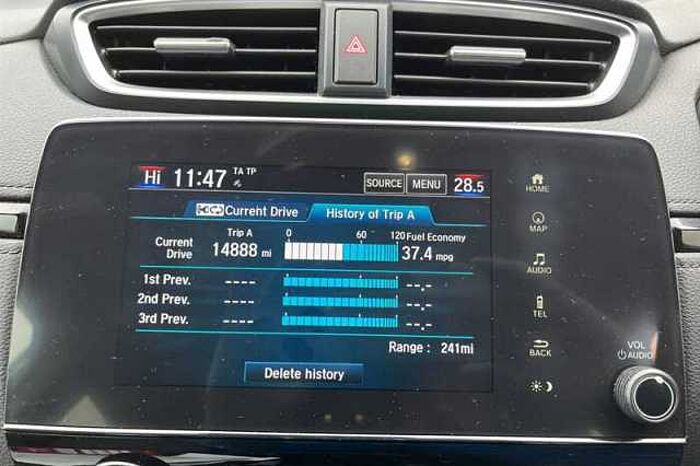 Hi 11:47 TA TP SOURCE MENU 28.5
Current Drive History of Trip A
Trip A 0 60 120 Fuel Economy
Current Drive 14888 mi 37.4 mpg
1st Prev. ---- --.-
2nd Prev. ---- --.-
3rd Prev. ---- --.-
Range : 241mi
Delete history
HOME
MAP
AUDIO
TEL
BACK
VOL
AUDIO